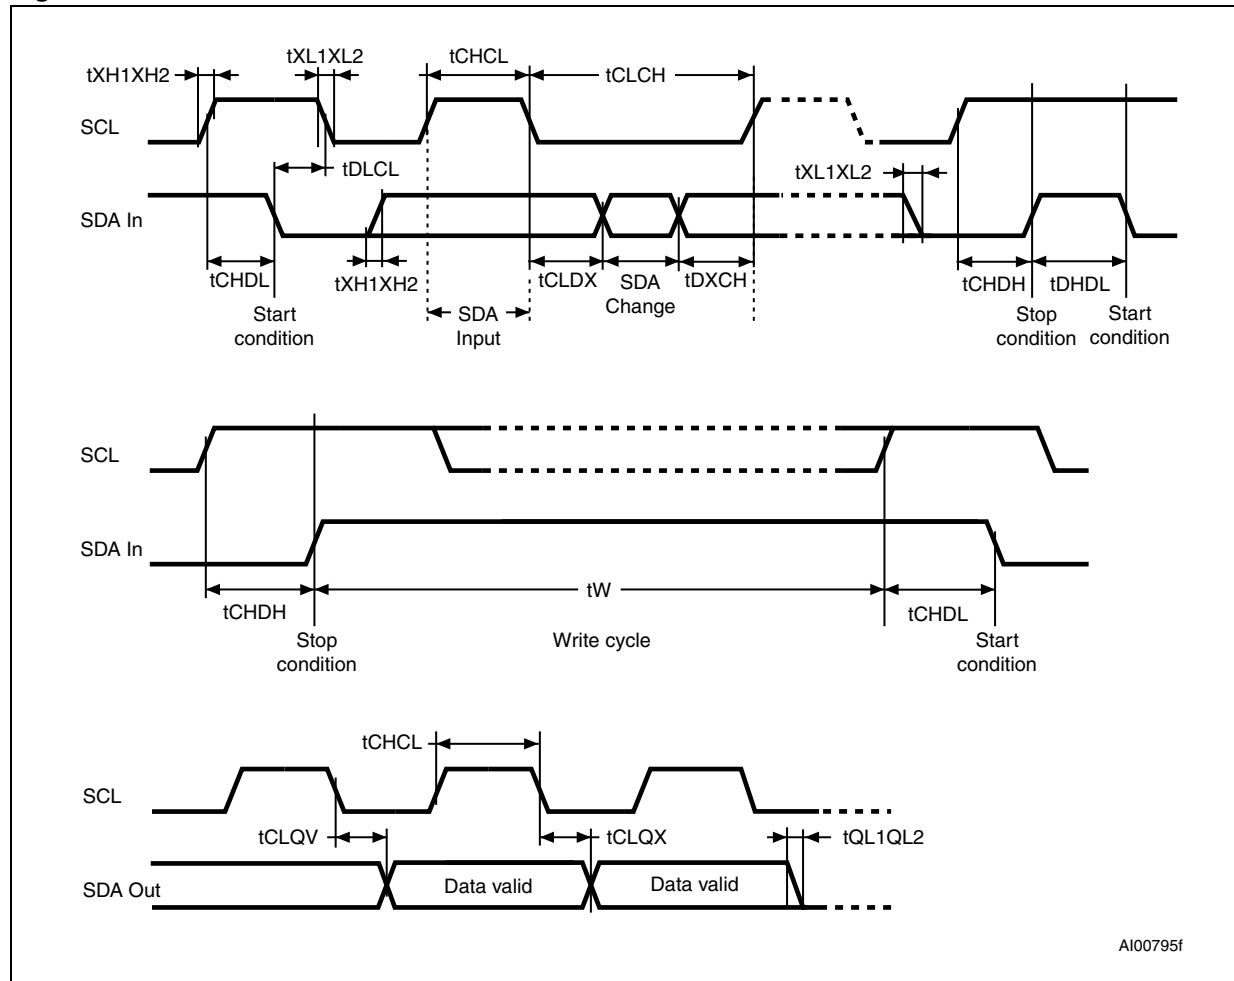 tXH1XH2
tXL1XL2
tCHCL
tCLCH
SCL
tDLCL
tXL1XL2
SDA In
tCHDL
tXH1XH2
tCLDX
SDA
Change
tDXCH
tCHDH
tDHDL
Start
condition
SDA
Input
Stop
condition
Start
condition
SCL
SDA In
tCHDH
tW
tCHDL
Stop
condition
Write cycle
Start
condition
tCHCL
SCL
tCLQV
tCLQX
tQL1QL2
SDA Out
Data valid
Data valid
AI00795f